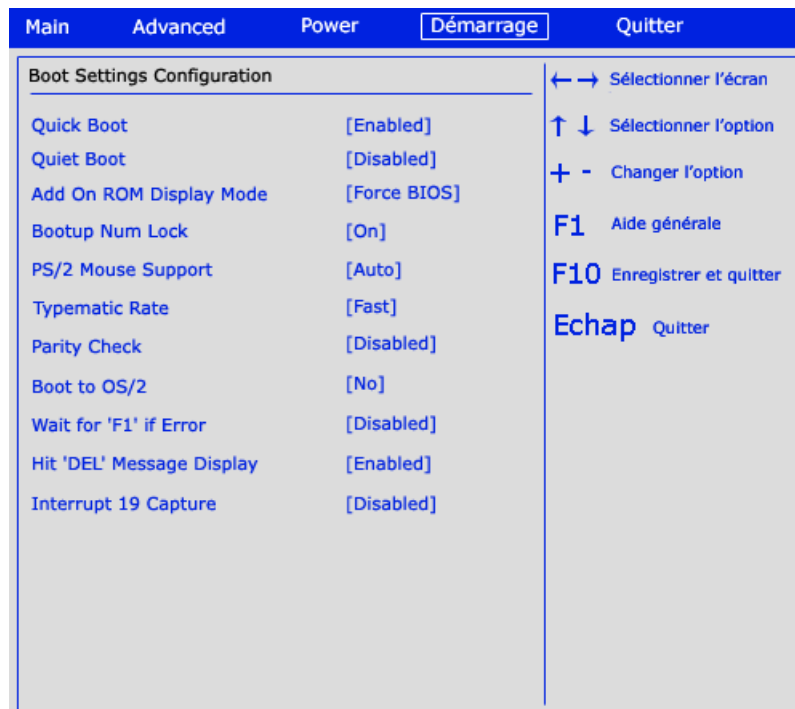 Main Advanced Power Démarrage Quitter
Boot Settings Configuration
Quick Boot [Enabled]
Quiet Boot [Disabled]
Add On ROM Display Mode [Force BIOS]
Bootup Num Lock [On]
PS/2 Mouse Support [Auto]
Typematic Rate [Fast]
Parity Check [Disabled]
Boot to OS/2 [No]
Wait for 'F1' if Error [Disabled]
Hit 'DEL' Message Display [Enabled]
Interrupt 19 Capture [Disabled]
←→ Sélectionner l'écran
↑↓ Sélectionner l'option
+ - Changer l'option
F1 Aide générale
F10 Enregistrer et quitter
Echap Quitter